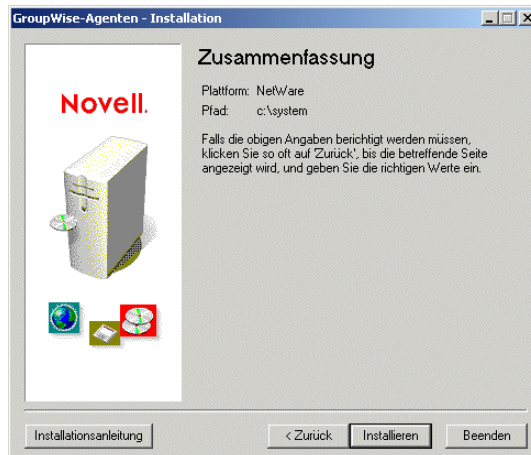 GroupWise-Agenten - Installation
Novell.
Zusammenfassung
Plattform: NetWare
Pfad: c:\system
Falls die obigen Angaben berichtigt werden müssen,
klicken Sie so oft auf 'Zurück', bis die betreffende Seite
angezeigt wird, und geben Sie die richtigen Werte ein.
Installationsanleitung
< Zurück
Installieren
Beenden